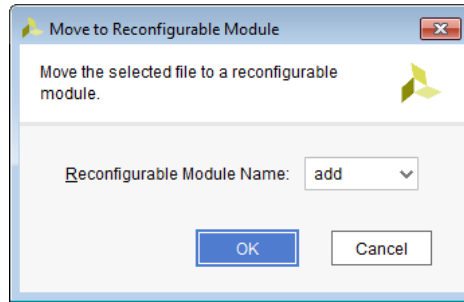 Move to Reconfigurable Module
Move the selected file to a reconfigurable
module.
Reconfigurable Module Name: add
OK Cancel